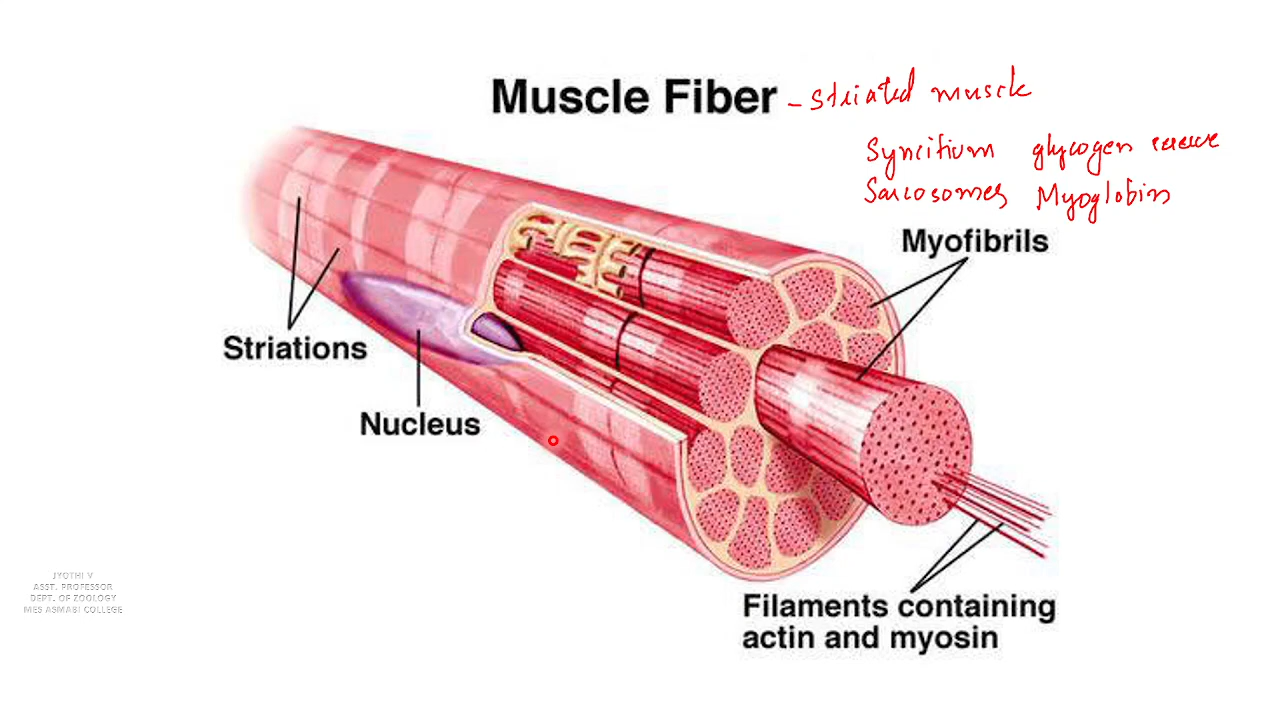 Muscle Fiber - striated muscle
Syncitium glycogen
Sarcosomes Myoglobin
Myofibrils
Striations
Nucleus
JYOTHI V
ASST. PROFESSOR
DEPT. OF ZOOLOGY
MES ASMABI COLLEGE
Filaments containing
actin and myosin